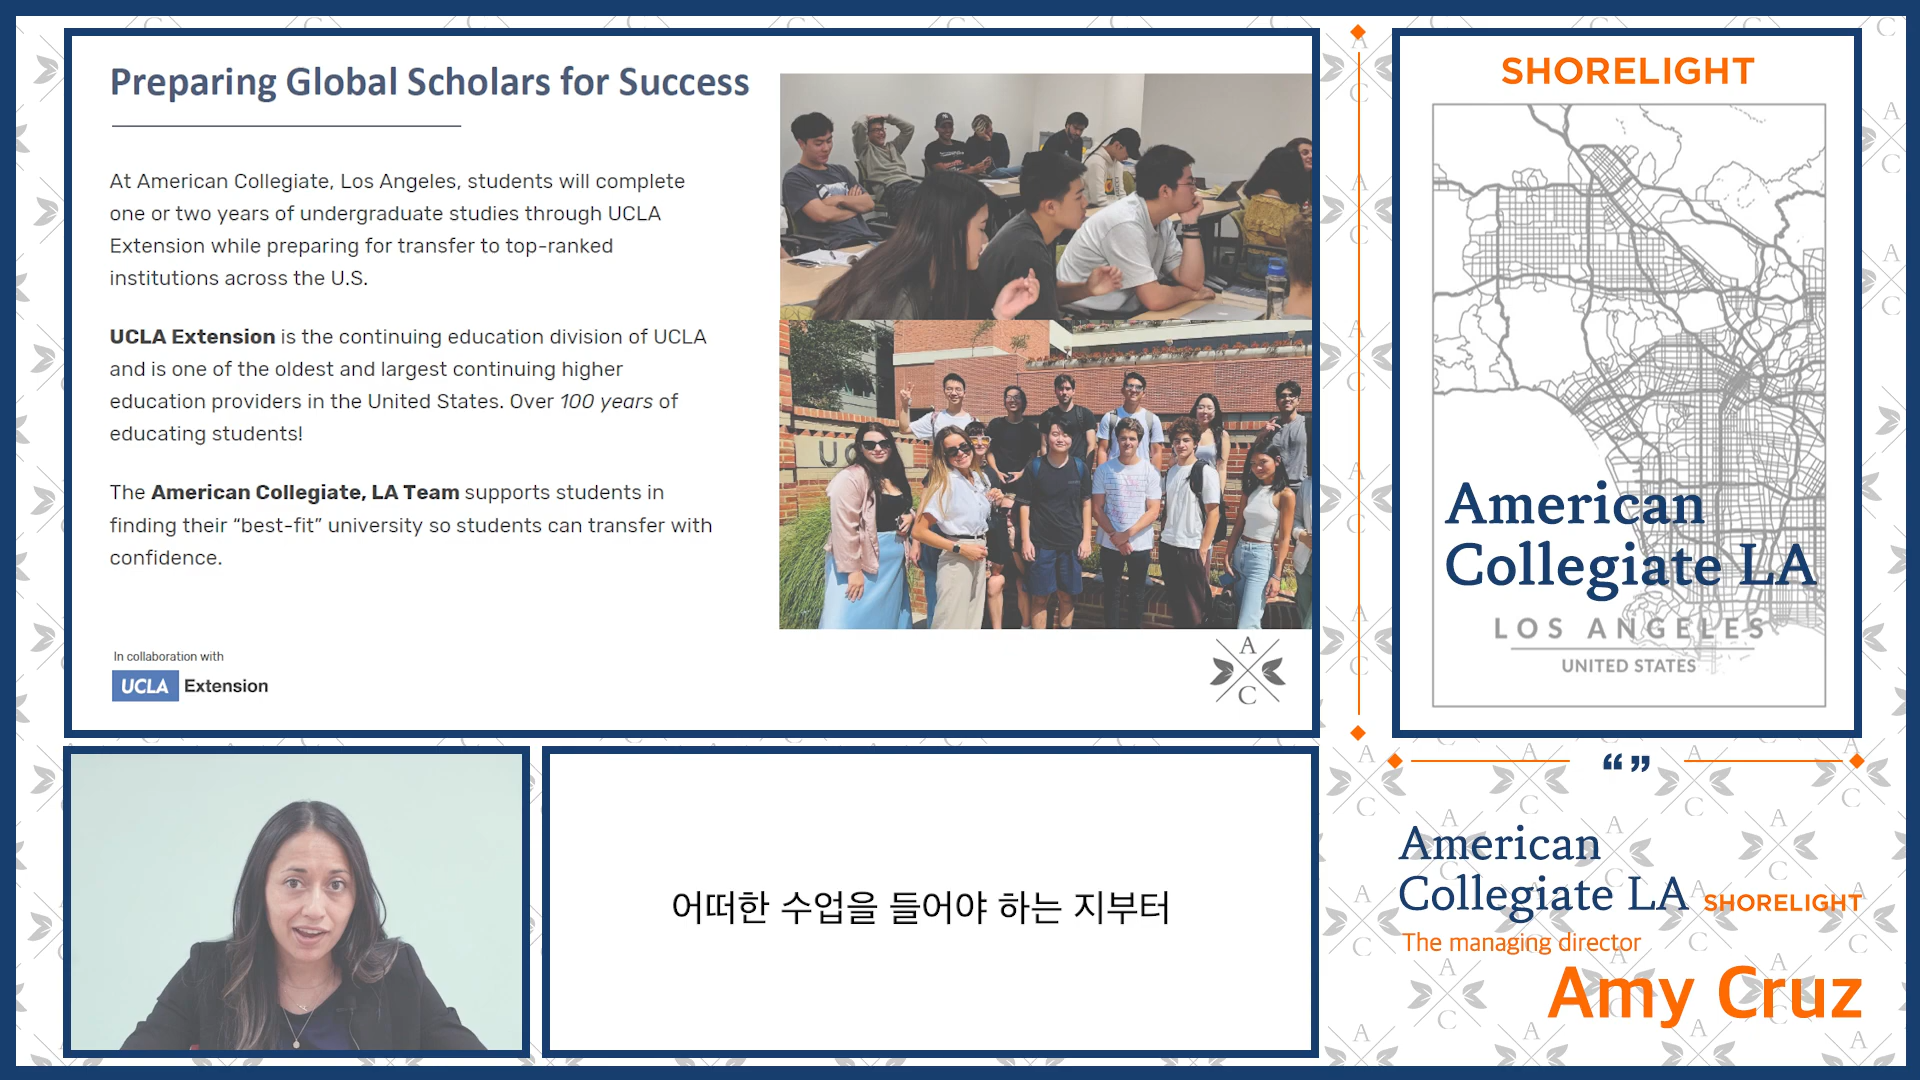 Preparing Global Scholars for Success
At American Collegiate, Los Angeles, students will complete
one or two years of undergraduate studies through UCLA
Extension while preparing for transfer to top-ranked
institutions across the U.S.
UCLA Extension is the continuing education division of UCLA
and is one of the oldest and largest continuing higher
education providers in the United States. Over 100 years of
educating students!
The American Collegiate, LA Team supports students in
finding their “best-fit” university so students can transfer with
confidence.
In collaboration with
UCLA Extension
A
C
SHORELIGHT
American
Collegiate LA
LOS ANGELES
UNITED STATES
어떠한 수업을 들어야 하는 지부터
“ ”
American
Collegiate LA SHORELIGHT
The managing director
Amy Cruz